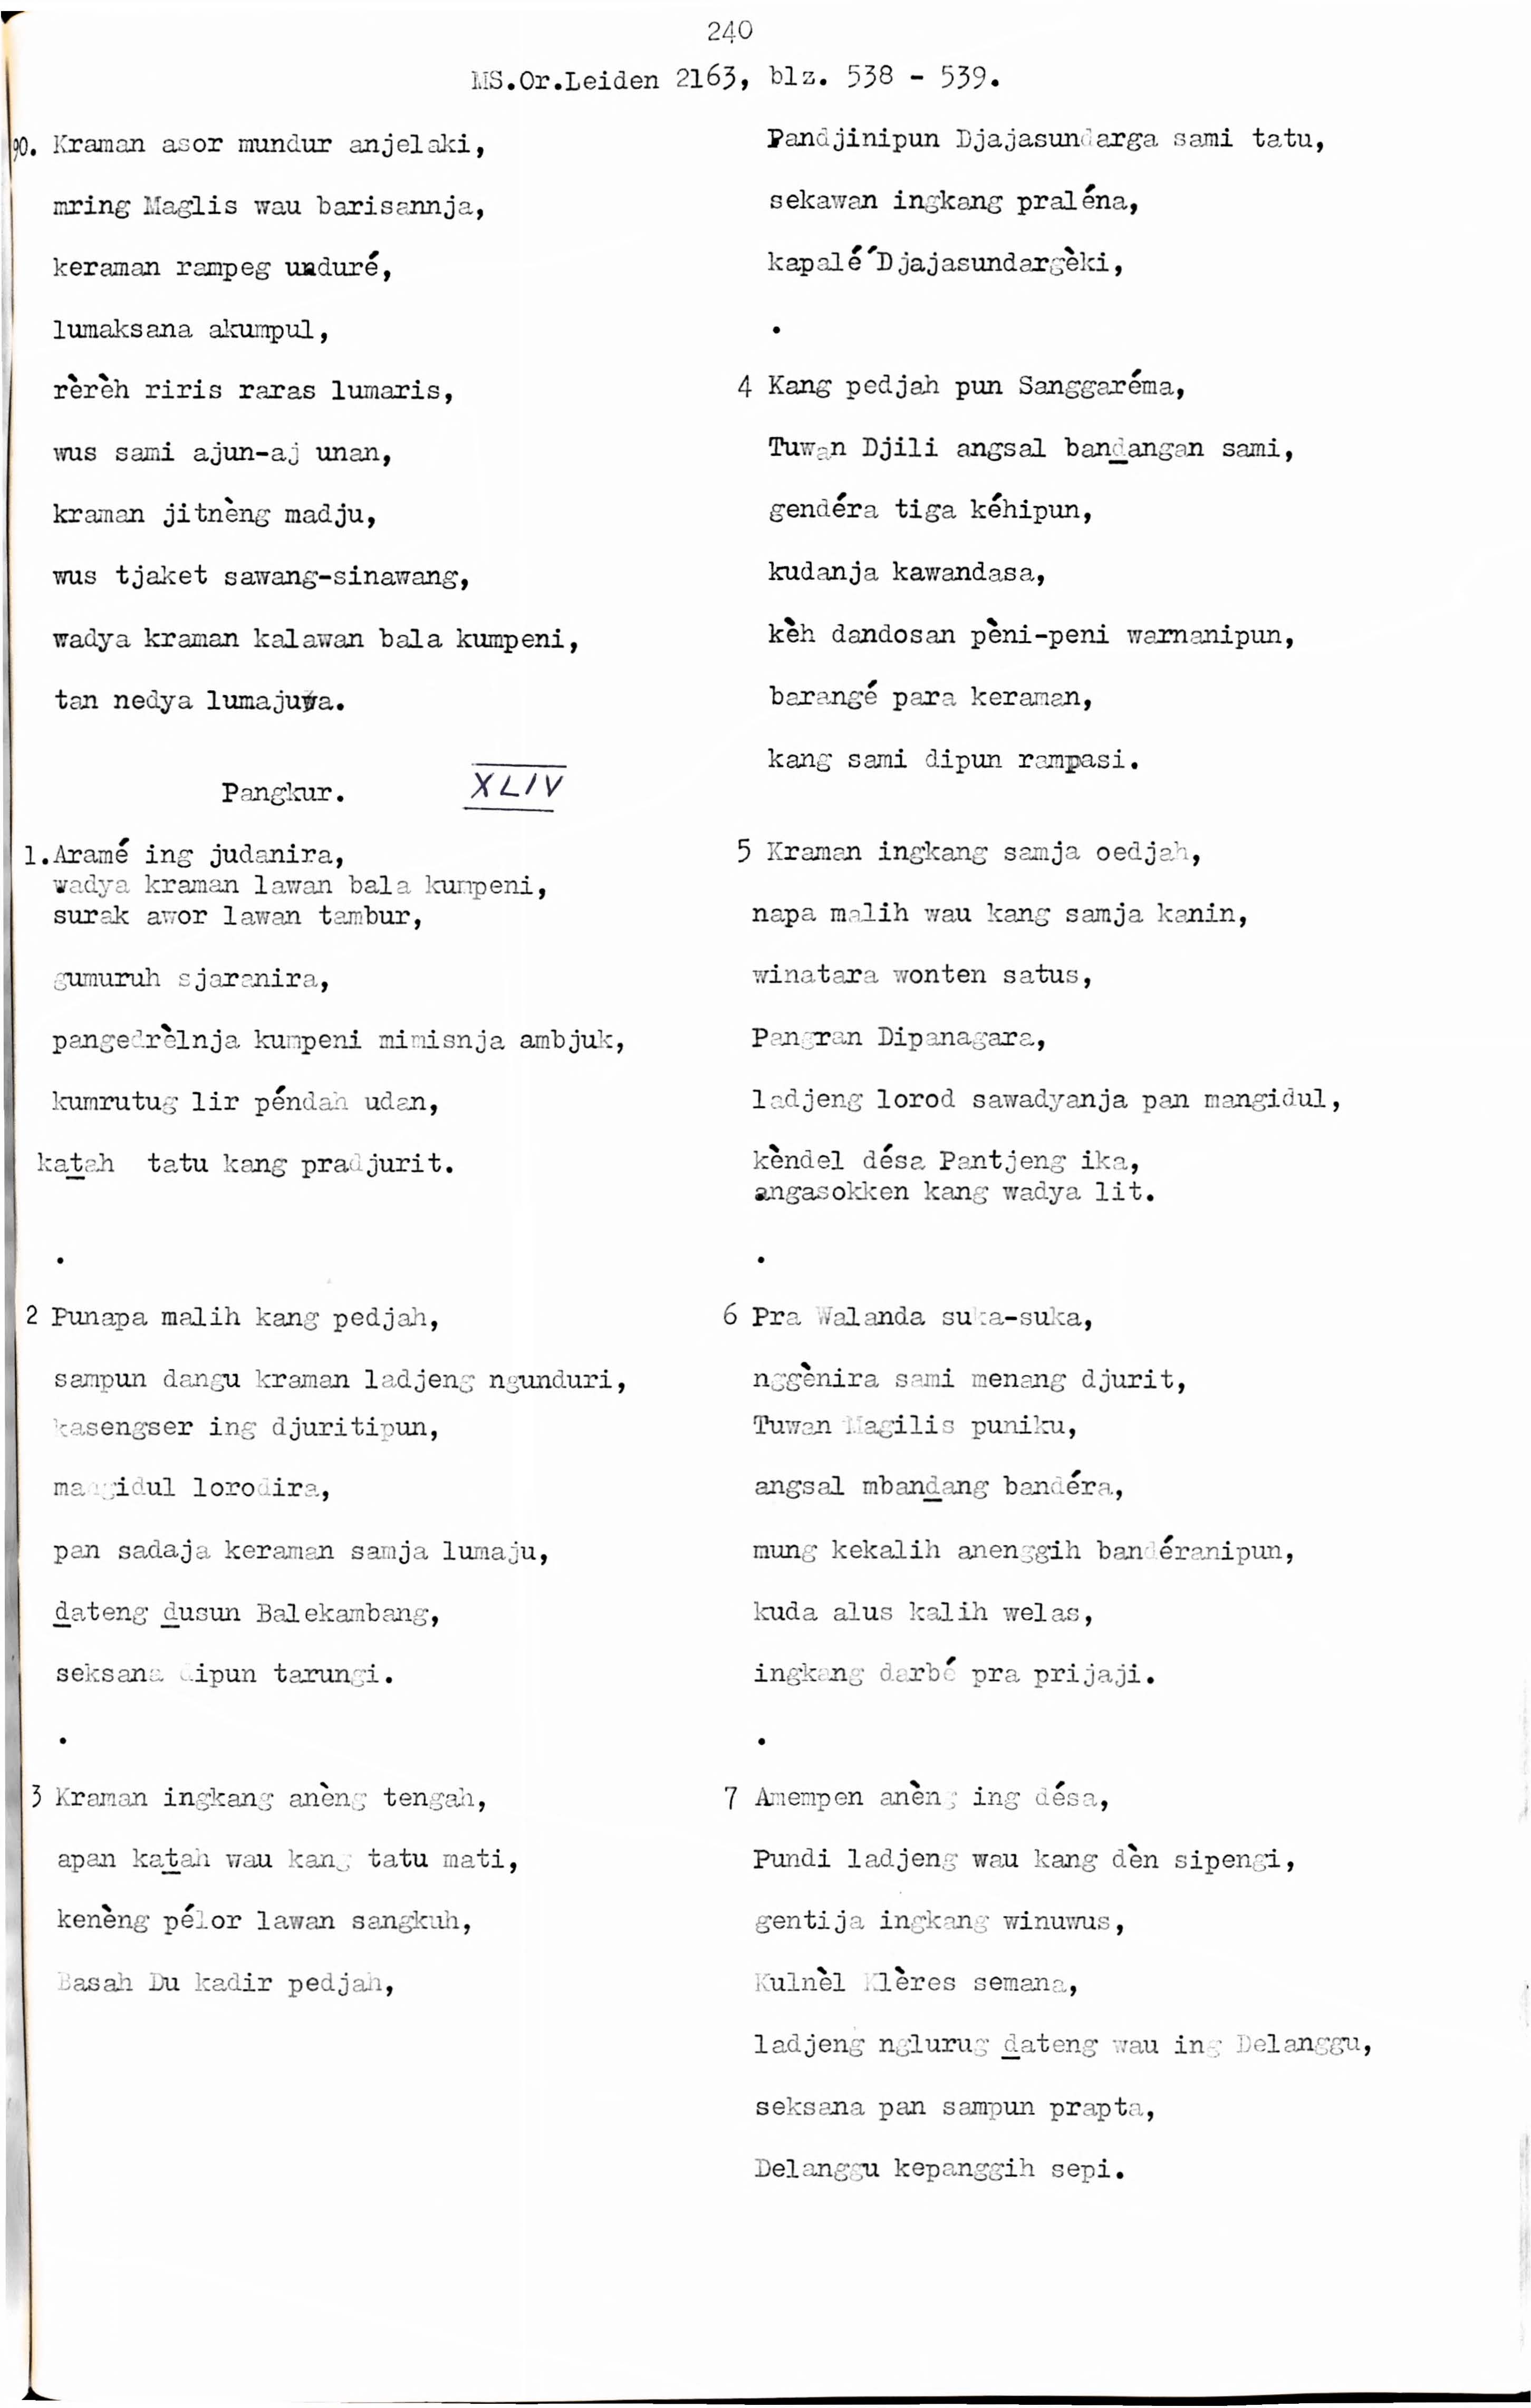 240
MS.Or.Leiden 2163, blz. 538 - 539.
90. Kraman asor mundur anjelaki,
mring Maglis wau barisannja,
keraman rampeg unduré,
lumaksana akumpul,
rèrèh riris raras lumaris,
wus sami ajun-aj unan,
kraman jitnèng madju,
wus tjaket sawang-sinawang,
wadya kraman kalawan bala kumpeni,
tan nedya lumajuwa.
Pangkur. XLIV
1. Aramé ing judanira,
wadya kraman lawan bala kumpeni,
surak awor lawan tambur,
gumuruh sjaranira,
pangedrèlnja kumpeni mimisnja ambjuk,
kumrutug lir péndah udan,
kaṯah tatu kang pradjurit.
.
2 Punapa malih kang pedjah,
sampun dangu kraman ladjeng ngunduri,
kasengser ing djuritipun,
mangidul lorodira,
pan sadaja keraman samja lumaju,
ḏateng ḏusun Balekambang,
seksana dipun tarungi.
.
3 Kraman ingkang anèng tengah,
apan kaṯah wau kang tatu mati,
kenèng pélor lawan sangkuh,
Basah Du kadir pedjah,
Pandjinipun Djajasundarga sami tatu,
sekawan ingkang praléna,
kapalé´Djajasundargèki,
.
4 Kang pedjah pun Sanggaréma,
Tuwan Djili angsal banḏangan sami,
gendéra tiga kéhipun,
kudanja kawandasa,
kèh dandosan pèni-peni warnanipun,
barangé para keraman,
kang sami dipun rampasi.
5 Kraman ingkang samja oedjah,
napa malih wau kang samja kanin,
winatara wonten satus,
Pangran Dipanagara,
ladjeng lorod sawadyanja pan mangidul,
kèndel désa Pantjeng ika,
angasokken kang wadya lit.
.
6 Pra Walanda suka-suka,
nggènira sami menang djurit,
Tuwan Magilis puniku,
angsal mbanḏang bandéra,
mung kekalih anenggih bandéranipun,
kuda alus kalih welas,
ingkang darbé pra prijaji.
.
7 Amempen anèng ing désa,
Pundi ladjeng wau kang dèn sipengi,
gentija ingkang winuwus,
Kulnèl Klères semana,
ladjeng nglurug ḏateng wau ing Delanggu,
seksana pan sampun prapta,
Delanggu kepanggih sepi.